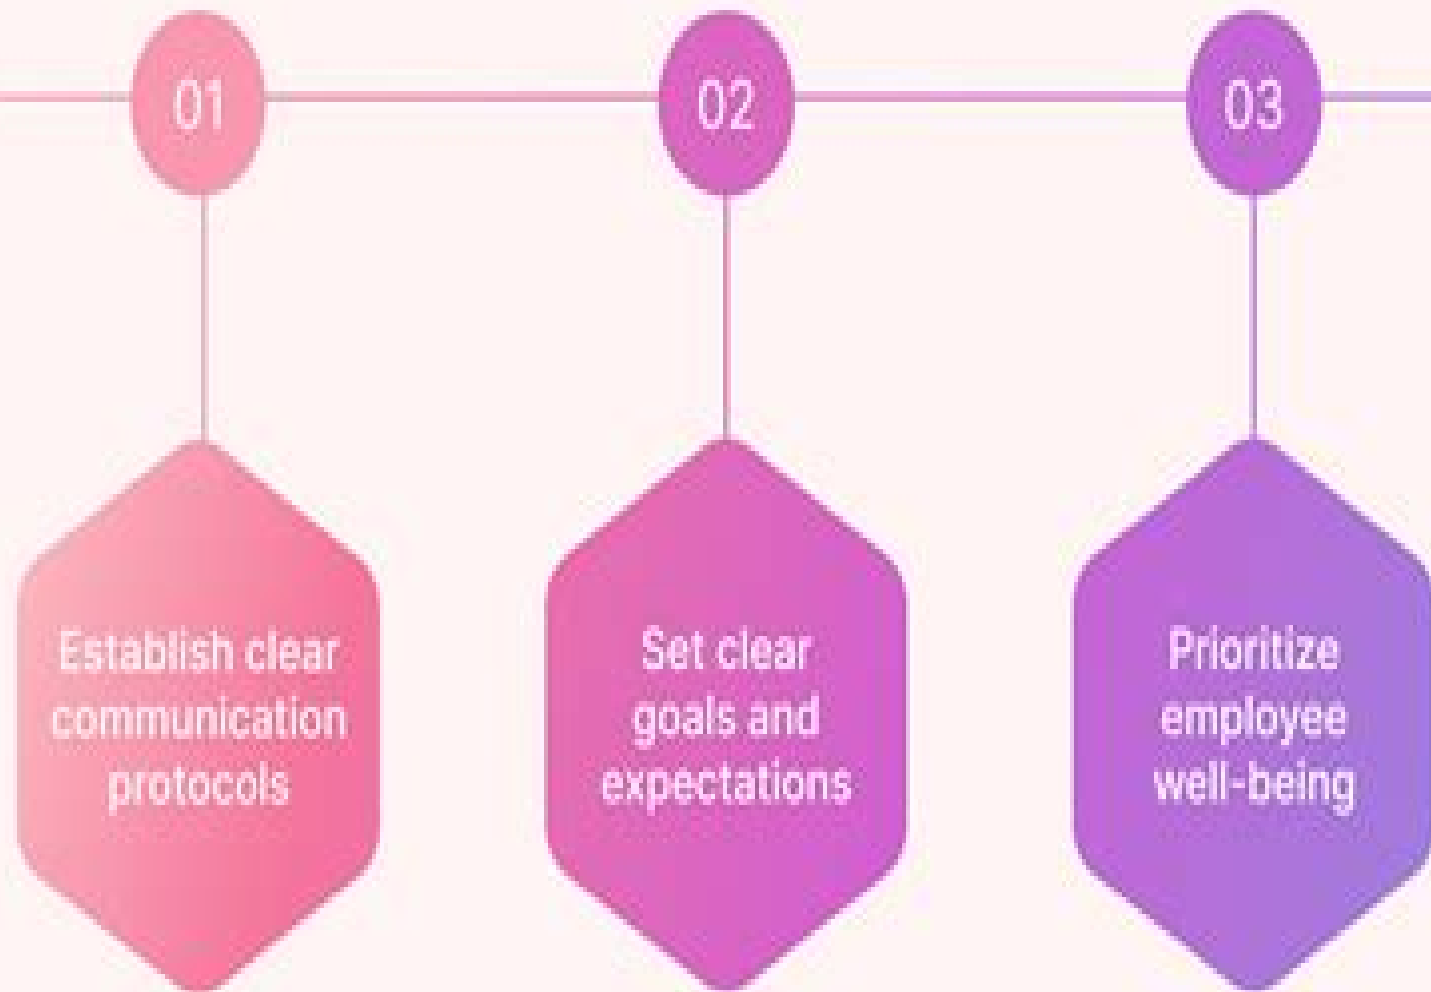 01
02
03
Establish clear
communication
protocols
Set clear
goals and
expectations
Prioritize
employee
well-being